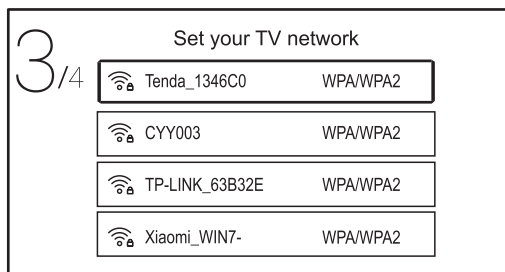 3/4
Set your TV network
Tenda_1346C0 WPA/WPA2
CYY003 WPA/WPA2
TP-LINK_63B32E WPA/WPA2
Xiaomi_WIN7- WPA/WPA2